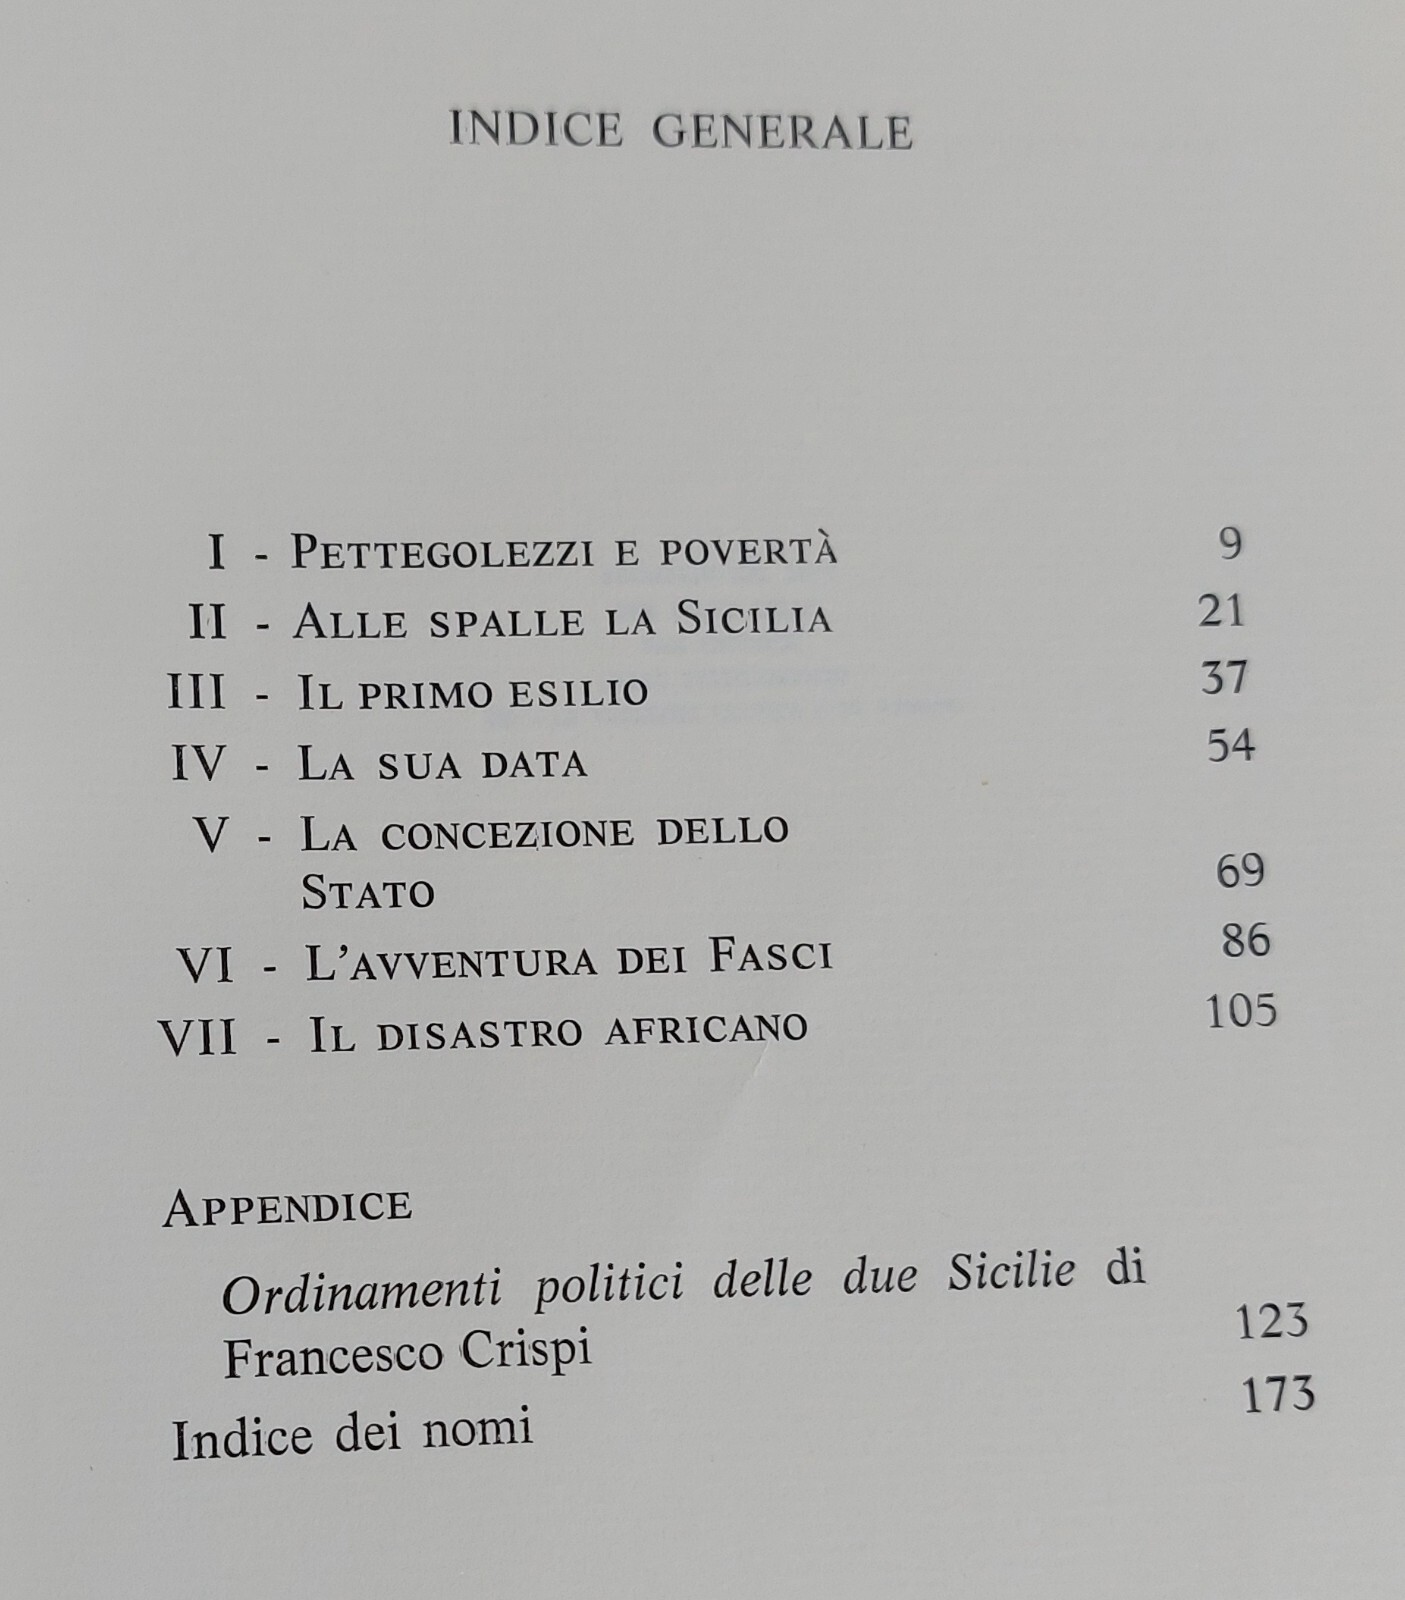 INDICE GENERALE
I - PETTEGOLEZZI E POVERTÀ 9
II - ALLE SPALLE LA SICILIA 21
III - IL PRIMO ESILIO 37
IV - LA SUA DATA 54
V - LA CONCEZIONE DELLO
STATO 69
VI - L'AVVENTURA DEI FASCI 86
VII - IL DISASTRO AFRICANO 105
APPENDICE
Ordinamenti politici delle due Sicilie di
Francesco Crispi 123
Indice dei nomi 173